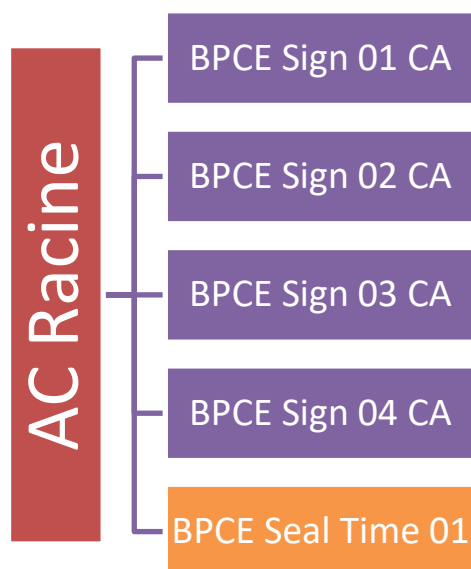 AC Racine
BPCE Sign 01 CA
BPCE Sign 02 CA
BPCE Sign 03 CA
BPCE Sign 04 CA
BPCE Seal Time 01